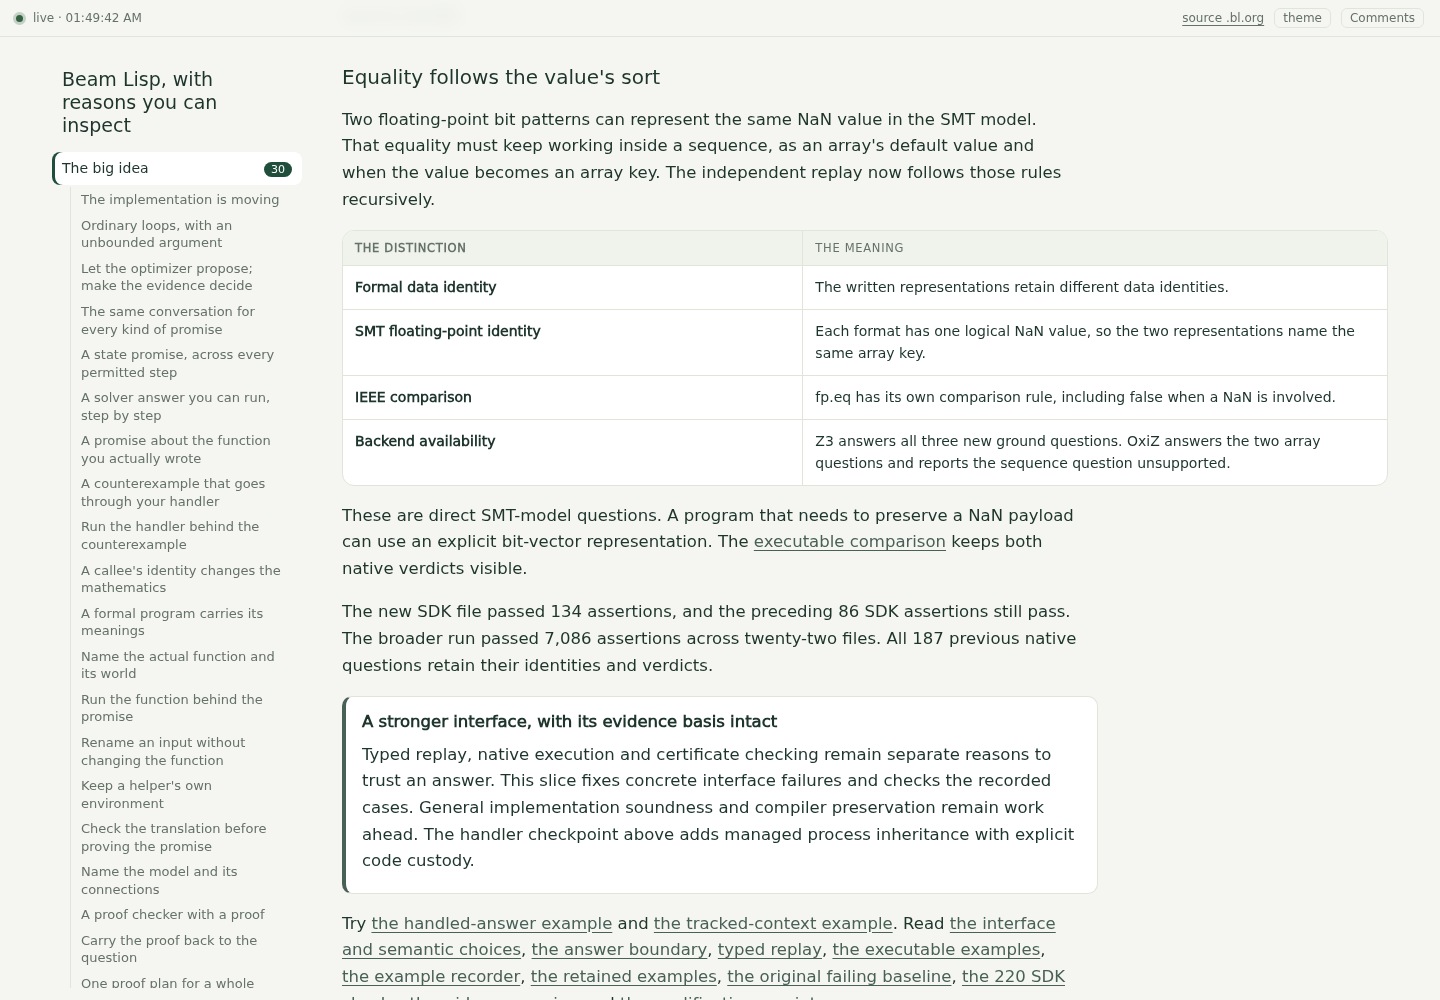 live · 01:49:42 AM
source .bl.org
theme
Comments
Beam Lisp, with
reasons you can
inspect
The big idea
30
The implementation is moving
Ordinary loops, with an
unbounded argument
Let the optimizer propose;
make the evidence decide
The same conversation for
every kind of promise
A state promise, across every
permitted step
A solver answer you can run,
step by step
A promise about the function
you actually wrote
A counterexample that goes
through your handler
Run the handler behind the
counterexample
A callee's identity changes the
mathematics
A formal program carries its
meanings
Name the actual function and
its world
Run the function behind the
promise
Rename an input without
changing the function
Keep a helper's own
environment
Check the translation before
proving the promise
Name the model and its
connections
A proof checker with a proof
Carry the proof back to the
question
One proof plan for a whole
Equality follows the value's sort
Two floating-point bit patterns can represent the same NaN value in the SMT model.
That equality must keep working inside a sequence, as an array's default value and
when the value becomes an array key. The independent replay now follows those rules
recursively.
THE DISTINCTION
THE MEANING
Formal data identity
The written representations retain different data identities.
SMT floating-point identity
Each format has one logical NaN value, so the two representations name the
same array key.
IEEE comparison
fp.eq has its own comparison rule, including false when a NaN is involved.
Backend availability
Z3 answers all three new ground questions. OxiZ answers the two array
questions and reports the sequence question unsupported.
These are direct SMT-model questions. A program that needs to preserve a NaN payload
can use an explicit bit-vector representation. The executable comparison keeps both
native verdicts visible.
The new SDK file passed 134 assertions, and the preceding 86 SDK assertions still pass.
The broader run passed 7,086 assertions across twenty-two files. All 187 previous native
questions retain their identities and verdicts.
A stronger interface, with its evidence basis intact
Typed replay, native execution and certificate checking remain separate reasons to
trust an answer. This slice fixes concrete interface failures and checks the recorded
cases. General implementation soundness and compiler preservation remain work
ahead. The handler checkpoint above adds managed process inheritance with explicit
code custody.
Try the handled-answer example and the tracked-context example. Read the interface
and semantic choices, the answer boundary, typed replay, the executable examples,
the example recorder, the retained examples, the original failing baseline, the 220 SDK